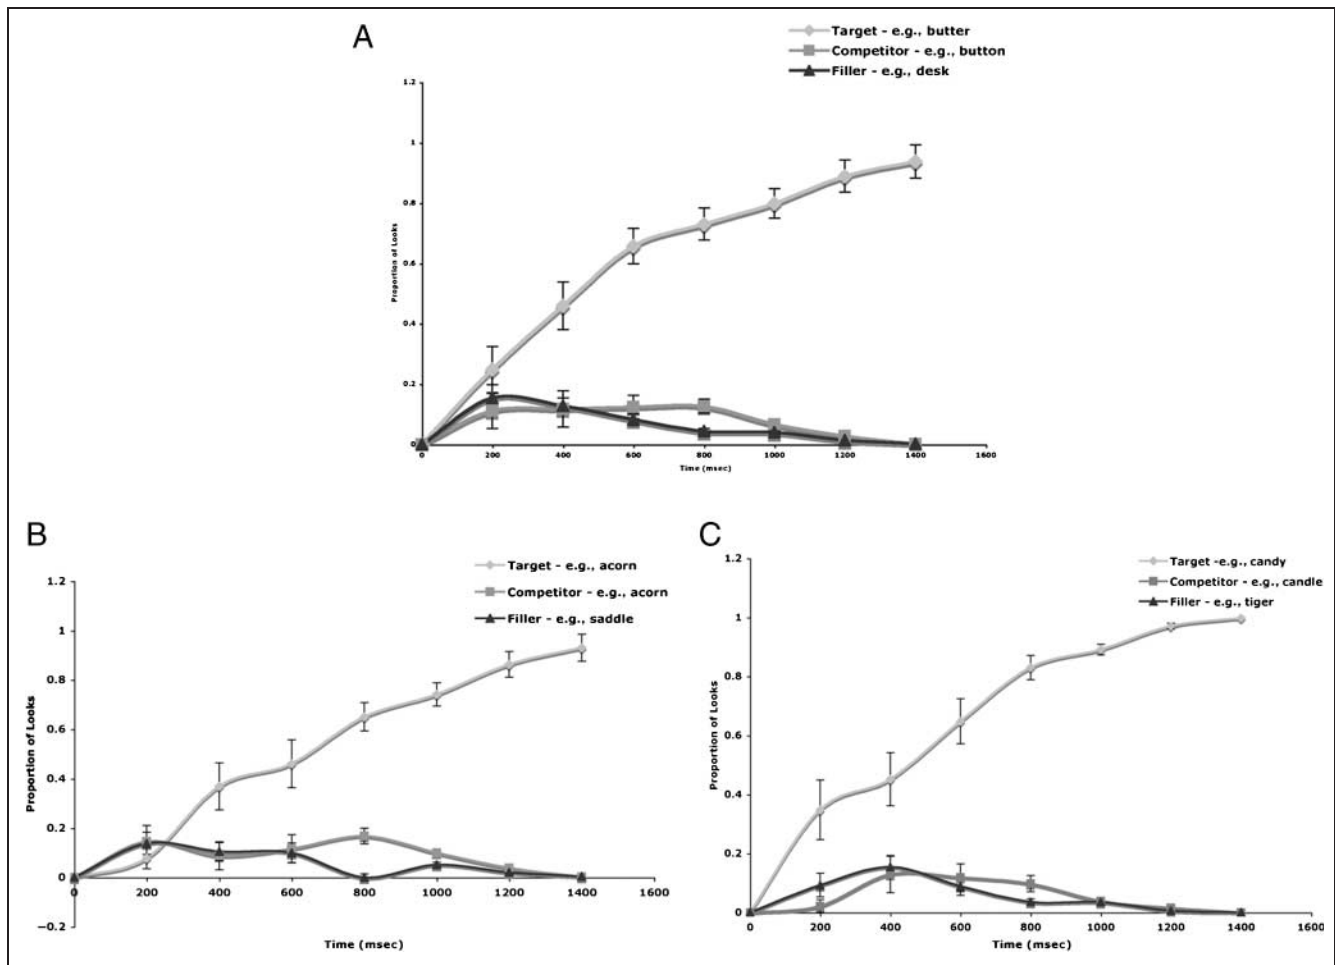 A
Target - e.g., butter
Competitor - e.g., button
Filler - e.g., desk
1.2
1
0.8
0.6
0.4
0.2
0
Proportion of Looks
0 200 400 600 800 1000 1200 1400 1600
Time (msec)
B
Target - e.g., acorn
Competitor - e.g., acorn
Filler - e.g., saddle
1.2
1
0.8
0.6
0.4
0.2
0
−0.2
Proportion of Looks
0 200 400 600 800 1000 1200 1400 1600
Time (msec)
C
Target -e.g., candy
Competitor - e.g., candle
Filler - e.g., tiger
1.2
1
0.8
0.6
0.4
0.2
0
Proportion of Looks
0 200 400 600 800 1000 1200 1400 1600
Time (msec)